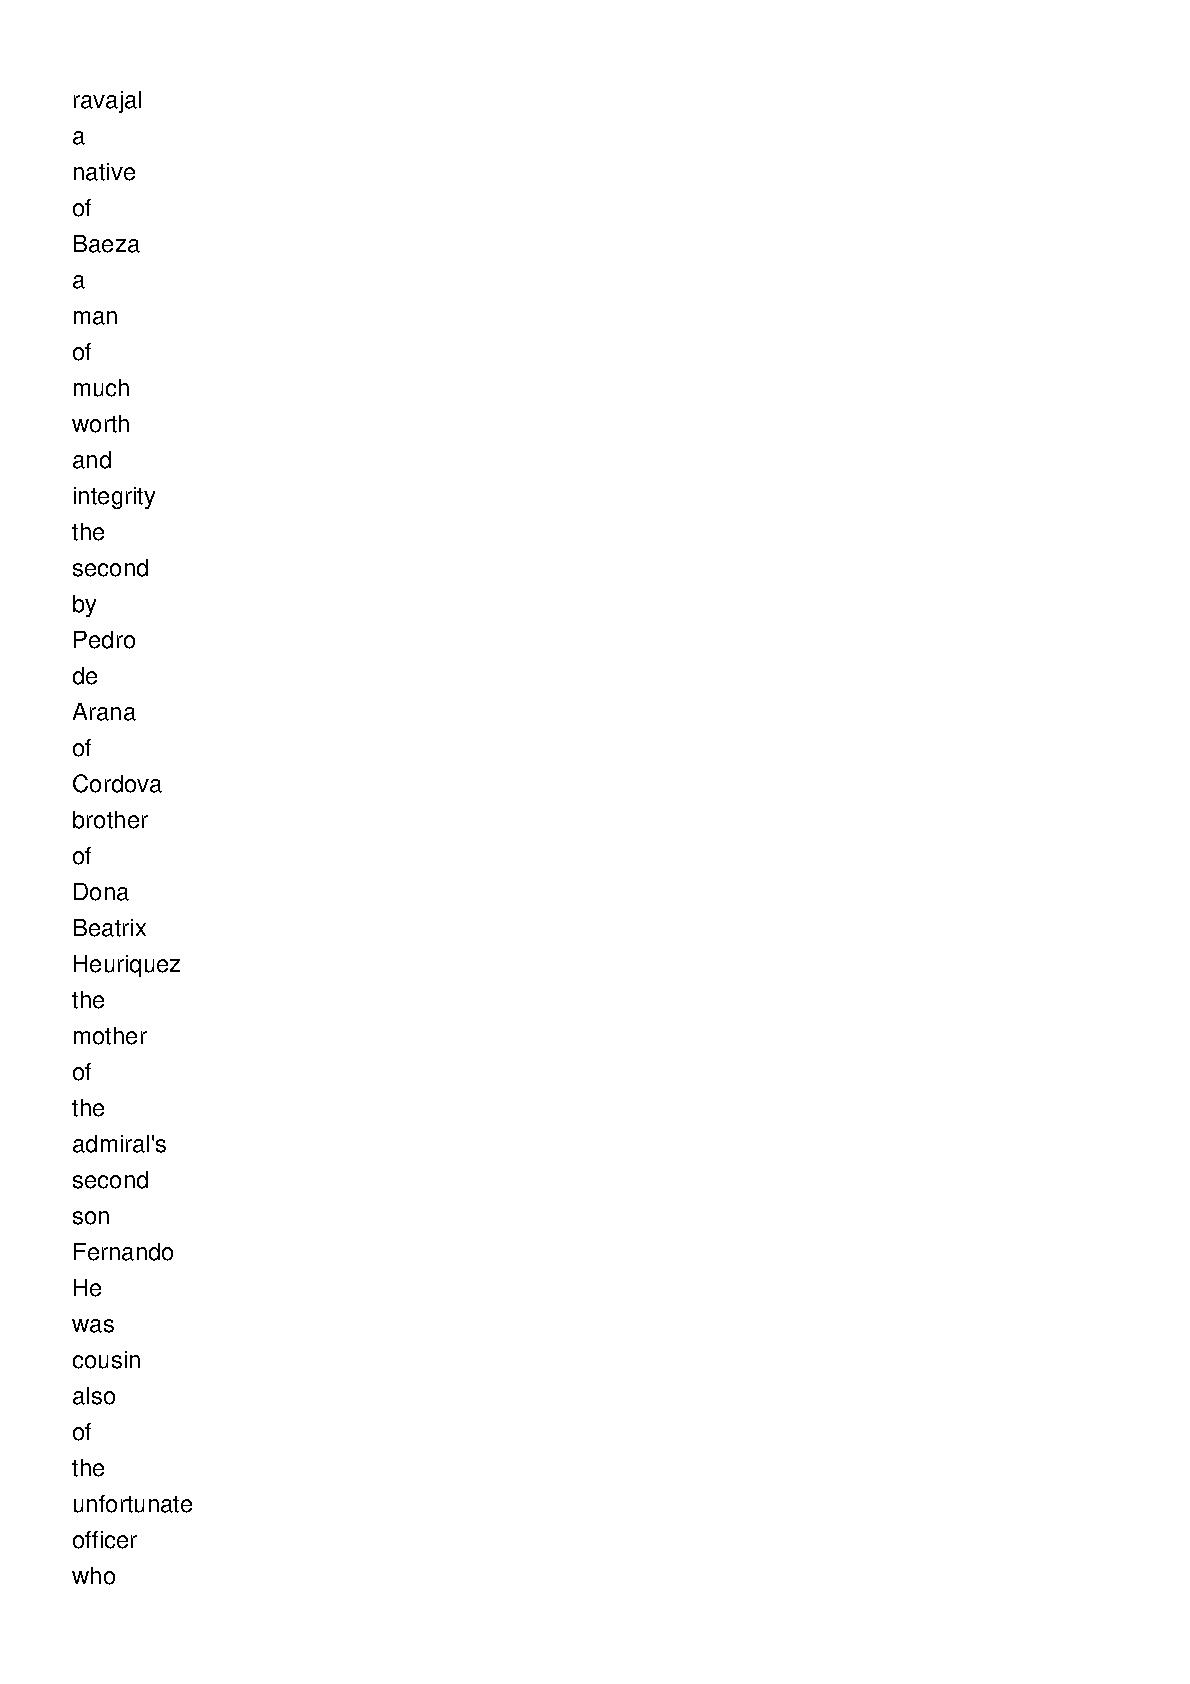 ravajal
a
native
of
Baeza
a
man
of
much
worth
and
integrity
the
second
by
Pedro
de
Arana
of
Cordova
brother
of
Dona
Beatrix
Heuriquez
the
mother
of
the
admiral's
second
son
Fernando
He
was
cousin
also
of
the
unfortunate
officer
who